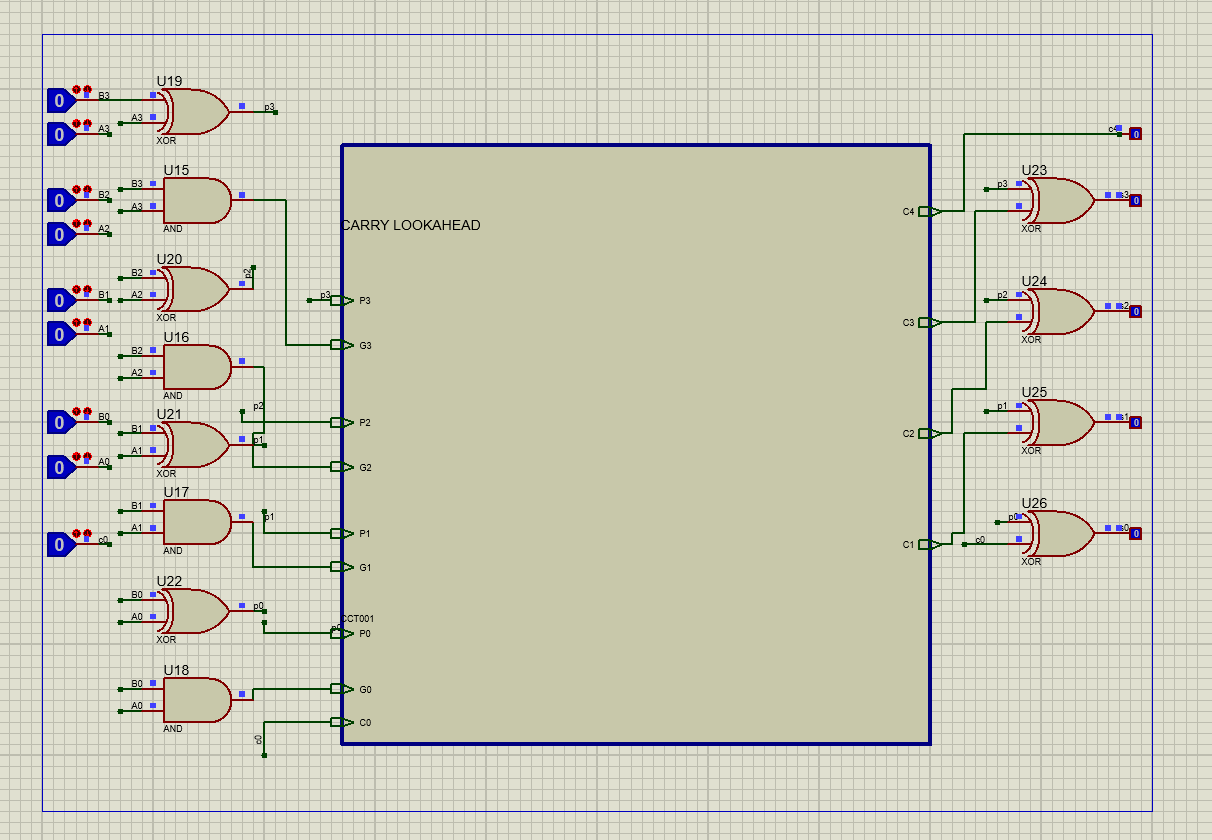 U19
B3
A3
p3
XOR
0
B3
0
A3
U15
B3
A3
AND
0
B2
0
A2
U20
B2
A2
p2
XOR
0
B1
0
A1
U16
B2
A2
AND
U21
B1
A1
p1
XOR
0
B0
0
A0
U17
B1
A1
AND
0
c0
U22
B0
A0
p0
XOR
U18
B0
A0
AND
CARRY LOOKAHEAD
p3
P3
G3
p2
P2
G2
p1
P1
G1
CCT001
P0
G0
C0
c0
C4
C3
C2
C1
0
U23
p3
s3
0
XOR
U24
p2
s2
0
XOR
U25
p1
s1
0
XOR
U26
p0
c0
s0
0
XOR